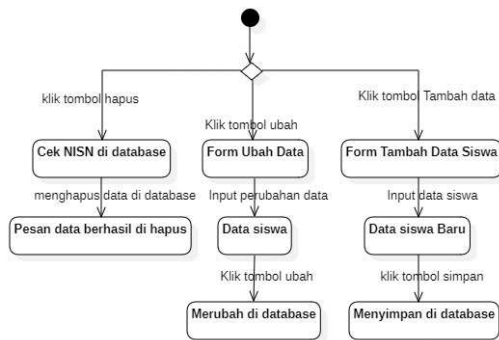 klik tombol hapus
Klik tombol ubah
Klik tombol Tambah data
Cek NISN di database
Form Ubah Data
Form Tambah Data Siswa
menghapus data di database
Input perubahan data
Input data siswa
Pesan data berhasil di hapus
Data siswa
Data siswa Baru
Klik tombol ubah
klik tombol simpan
Merubah di database
Menyimpan di database